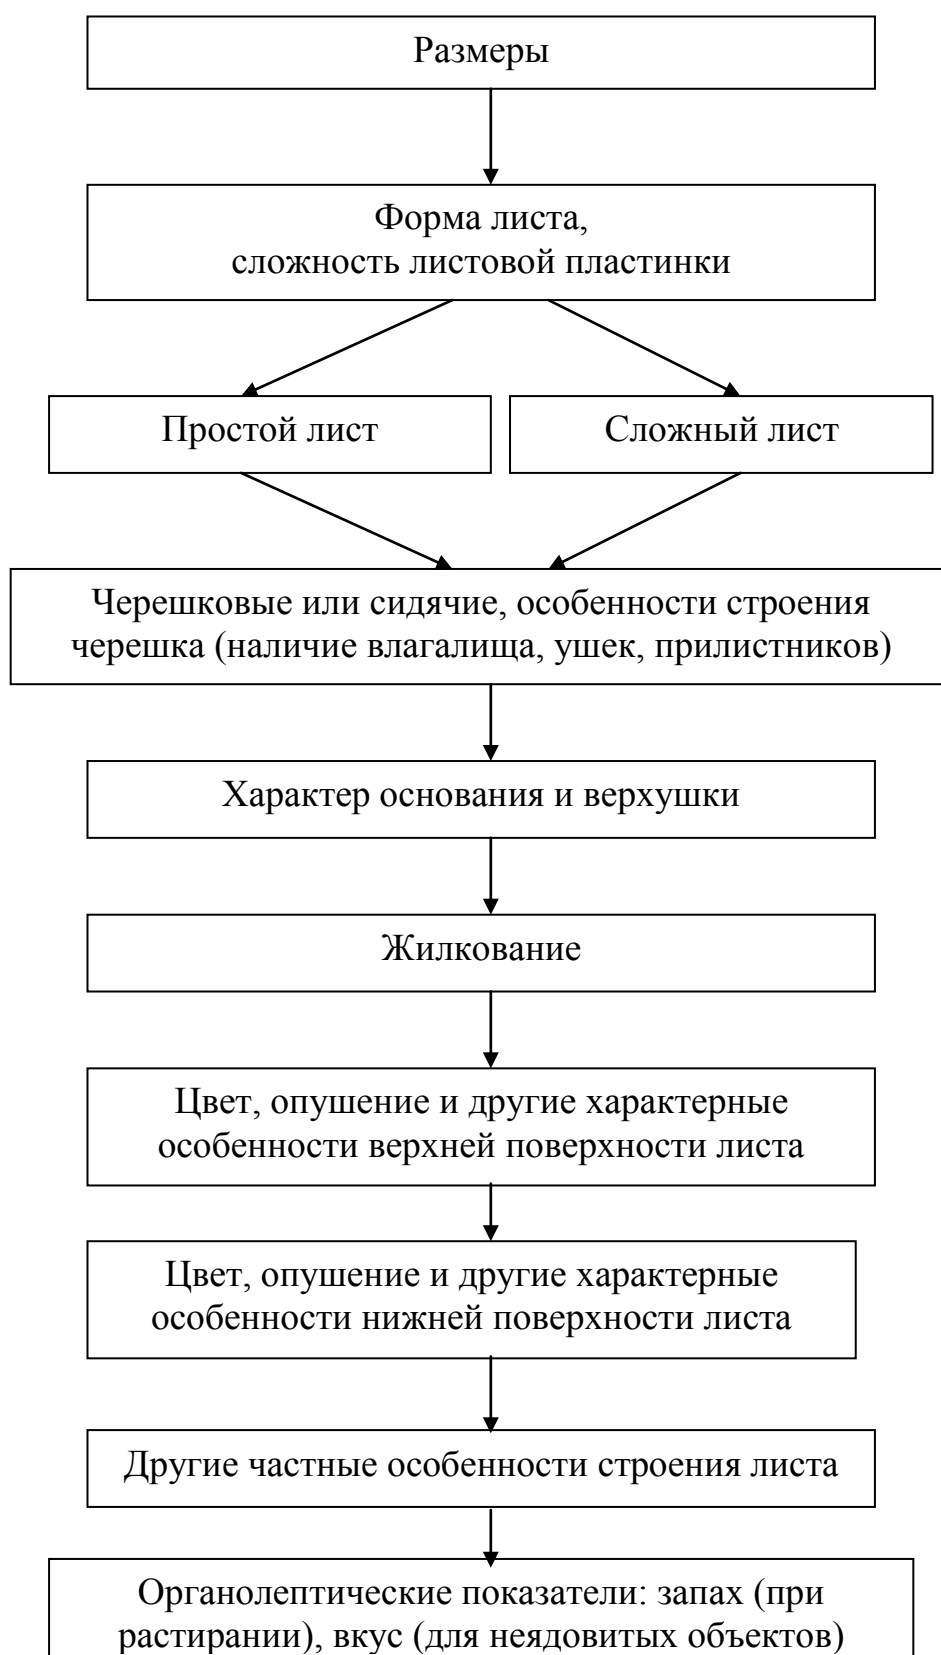 Размеры
Форма листа,
сложность листовой пластинки
Простой лист
Сложный лист
Черешковые или сидячие, особенности строения
черешка (наличие влагалища, ушек, прилистников)
Характер основания и верхушки
Жилкование
Цвет, опушение и другие характерные
особенности верхней поверхности листа
Цвет, опушение и другие характерные
особенности нижней поверхности листа
Другие частные особенности строения листа
Органолептические показатели: запах (при
растирании), вкус (для неядовитых объектов)